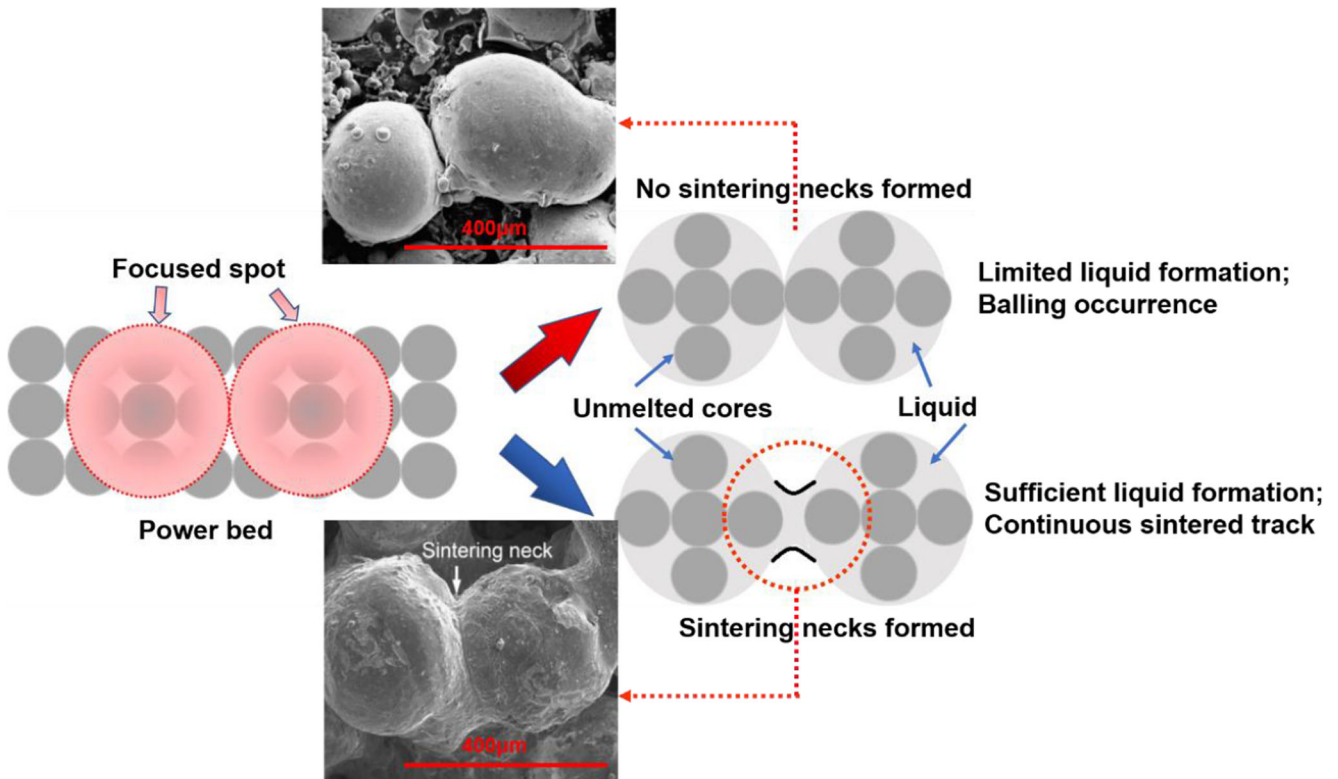 400μm
No sintering necks formed
Focused spot
Limited liquid formation;
Balling occurrence
Unmelted cores
Liquid
Power bed
Sintering neck
Sufficient liquid formation;
Continuous sintered track
Sintering necks formed
400μm